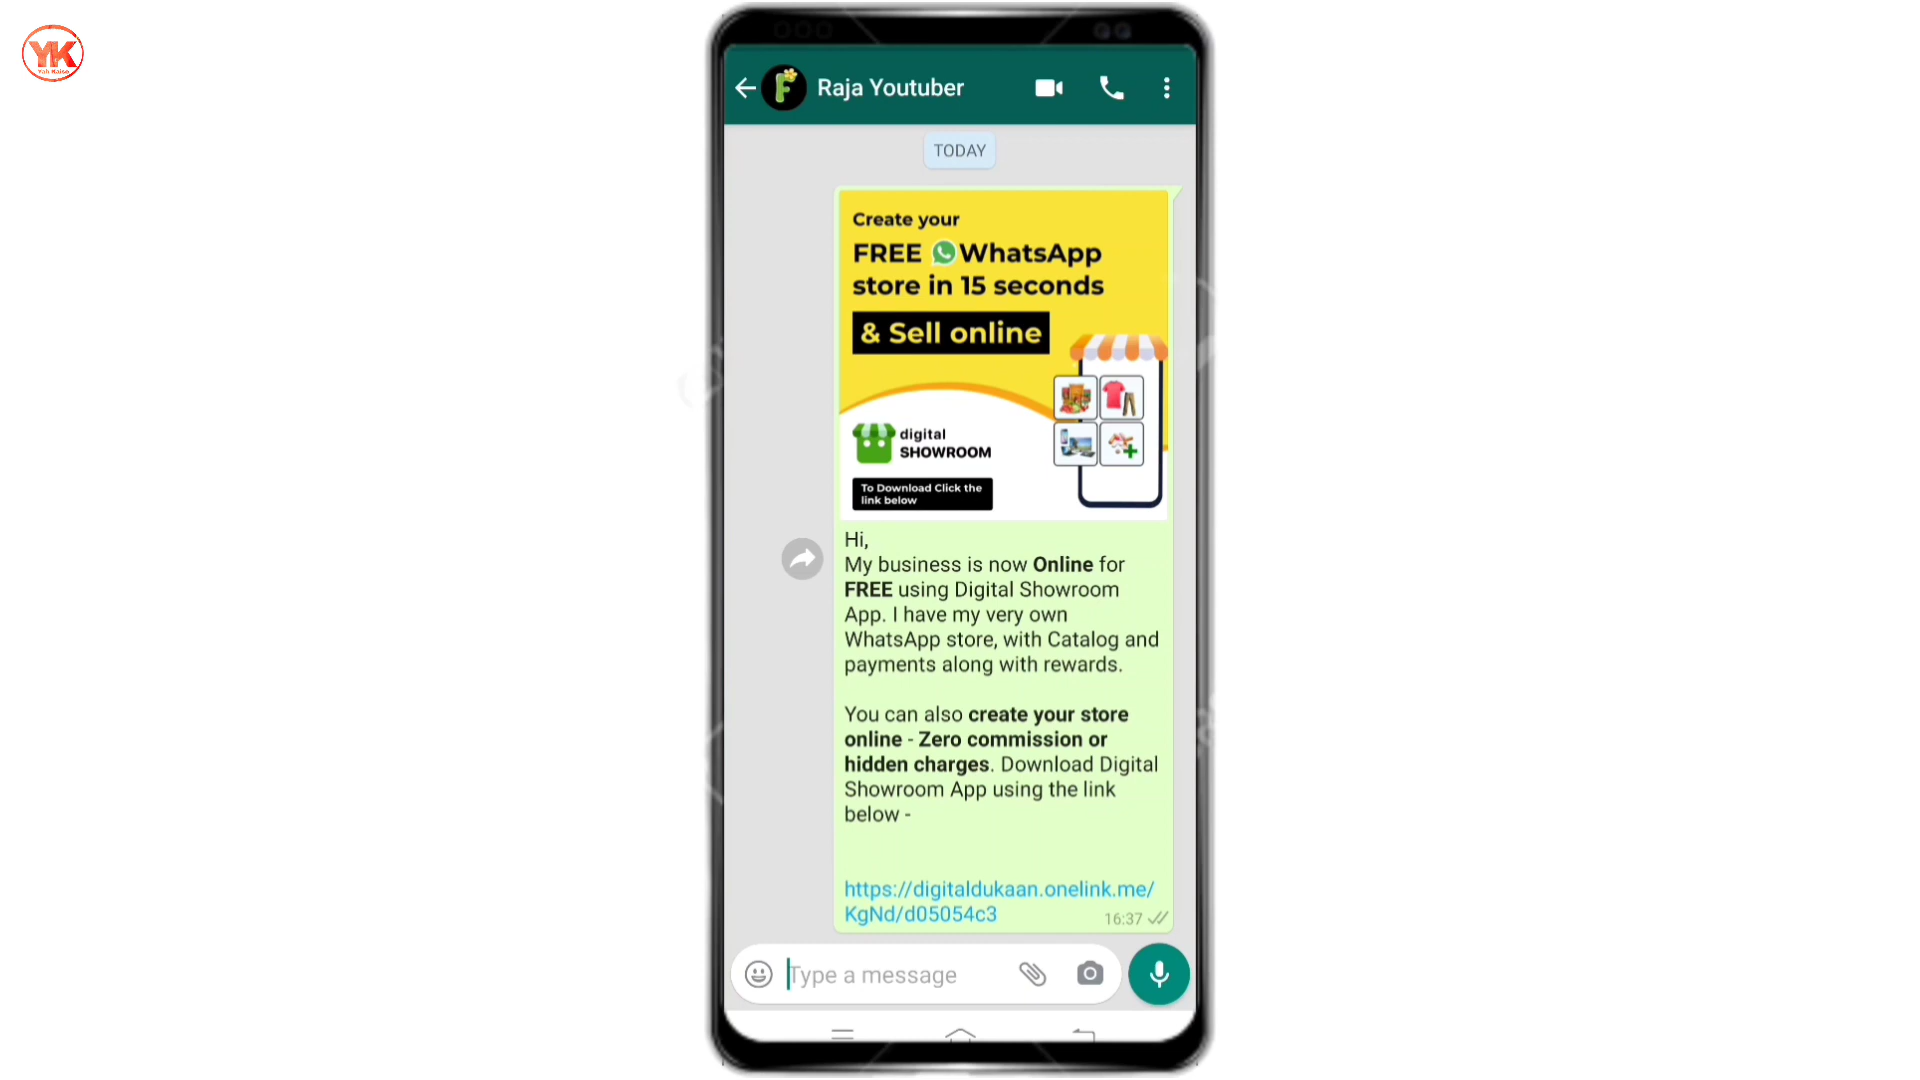 YK
Yah Kaise
Raja Youtuber
TODAY
Create your
FREE WhatsApp
store in 15 seconds
& Sell online
digital
SHOWROOM
To Download Click the
link below
Hi,
My business is now Online for
FREE using Digital Showroom
App. I have my very own
WhatsApp store, with Catalog and
payments along with rewards.
You can also create your store
online - Zero commission or
hidden charges. Download Digital
Showroom App using the link
below -
https://digitaldukaan.onelink.me/
KgNd/d05054c3
16:37
Type a message